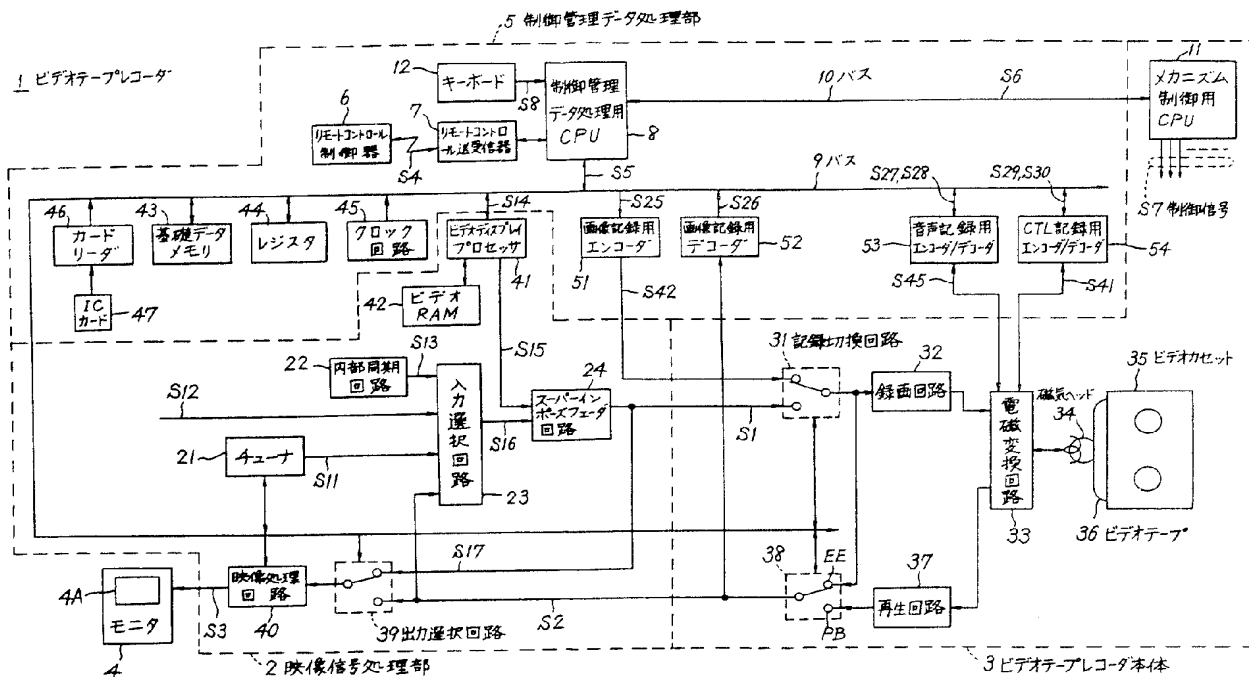 5 制御管理データ処理部
1 ビデオテープレコーダ
12
キーボード
S8
制御管理
データ処理用
CPU
8
10 バス
S6
11
メカニズム
制御用
CPU
6
リモートコントロール
制御器
S4
7
リモートコントロ
ール送受信器
S5
9 バス
S7 制御信号
46
カード
リーダ
43
基礎データ
メモリ
44
レジスタ
45
クロック
回路
S14
ビデオディスプレイ
プロセッサ
41
S25
画像記録用
エンコーダ
51
S26
画像記録用
デコーダ
52
S27,S28
音声記録用
エンコーダ/デコーダ
53
S29,S30
CTL記録用
エンコーダ/デコーダ
54
IC
カード
47
42
ビデオ
RAM
S42
S45
S41
S15
22
内部同期
回路
S13
S12
21
チューナ
S11
入力選択回路
23
S16
24
スーパーイン
ポーズフェーダ
回路
S1
31 記録切換回路
32
録画回路
電磁変換回路
33
磁気ヘッド
34
35 ビデオカセット
36 ビデオテープ
4A
モニタ
4
S3
映像処理
回路
40
S17
39 出力選択回路
S2
38
EE
PB
37
再生回路
2 映像信号処理部
3 ビデオテープレコーダ本体